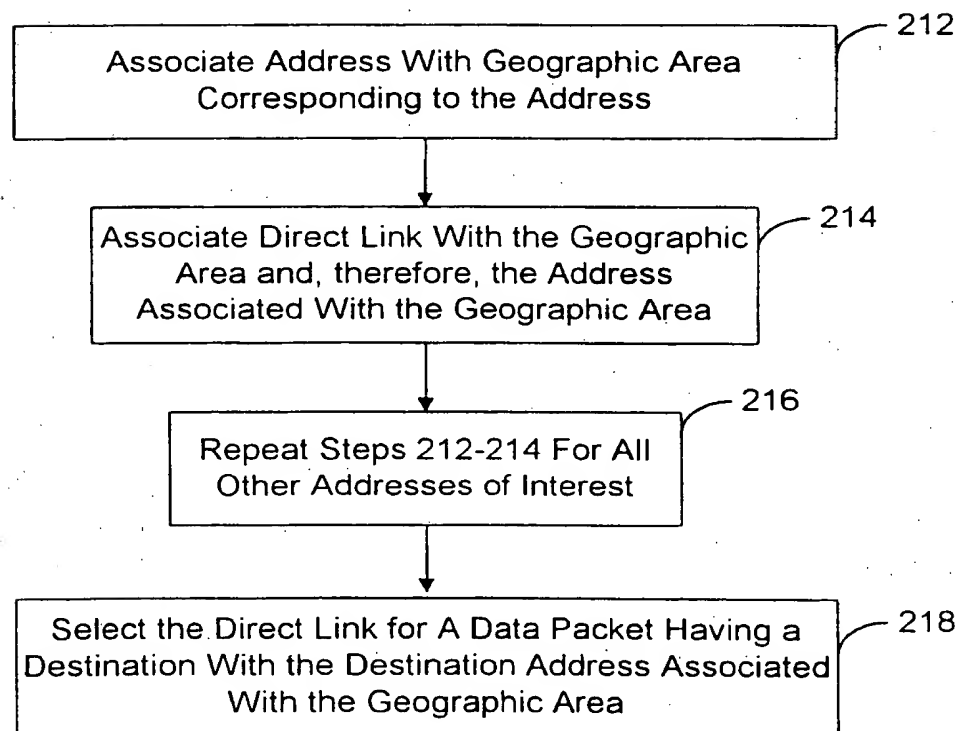 212
Associate Address With Geographic Area
Corresponding to the Address
214
Associate Direct Link With the Geographic
Area and, therefore, the Address
Associated With the Geographic Area
216
Repeat Steps 212-214 For All
Other Addresses of Interest
218
Select the Direct Link for A Data Packet Having a
Destination With the Destination Address Associated
With the Geographic Area